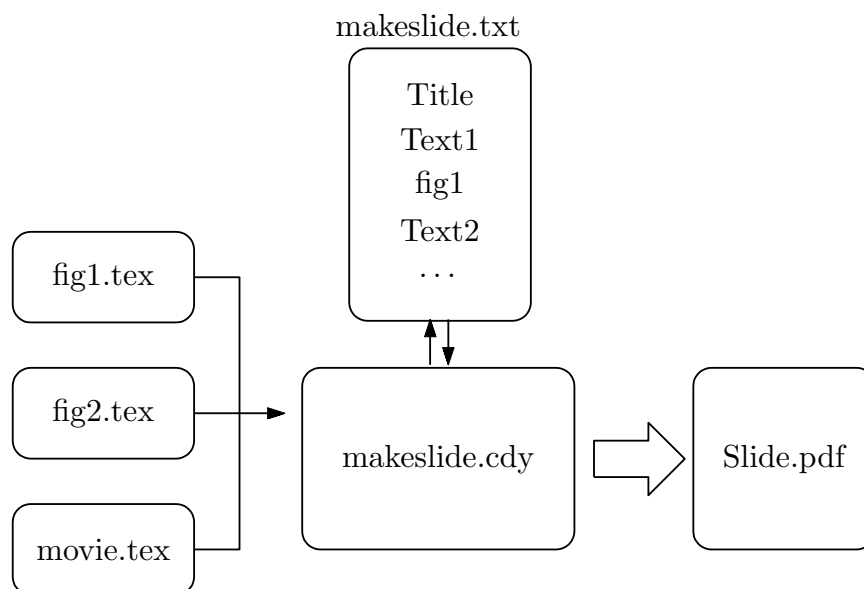 makeslide.txt
Title
Text1
fig1
Text2
...
fig1.tex
fig2.tex
movie.tex
makeslide.cdy
Slide.pdf